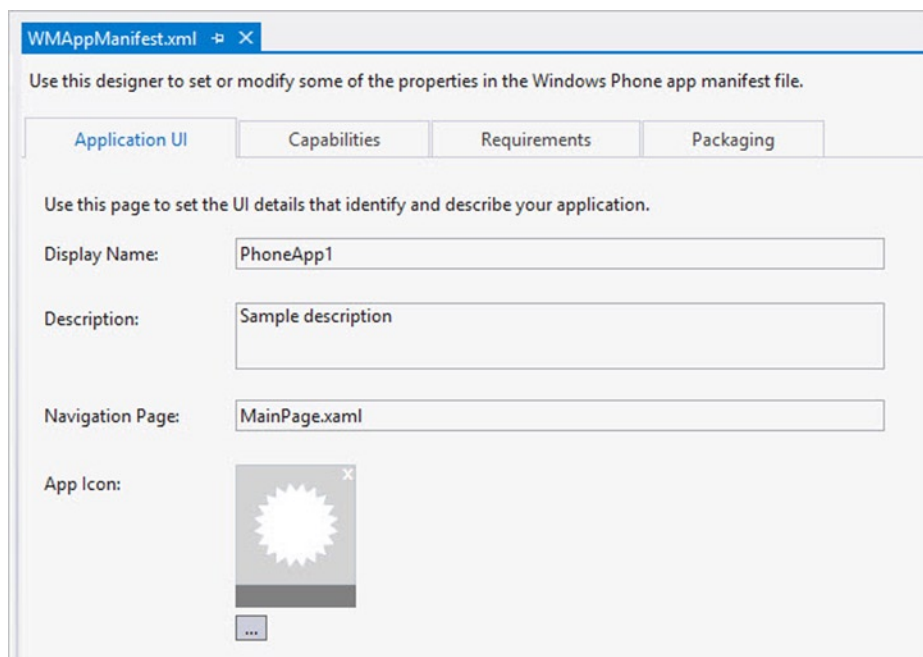 WMAppManifest.xml
Use this designer to set or modify some of the properties in the Windows Phone app manifest file.
Application UI Capabilities Requirements Packaging
Use this page to set the UI details that identify and describe your application.
Display Name: PhoneApp1
Description: Sample description
Navigation Page: MainPage.xaml
App Icon:
...